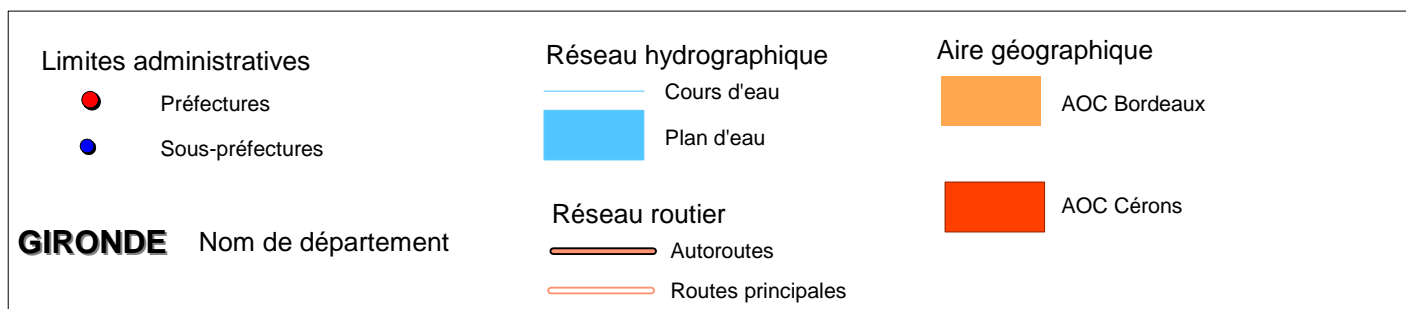 Limites administratives
Préfectures
Sous-préfectures
GIRONDE Nom de département
Réseau hydrographique
Cours d'eau
Plan d'eau
Réseau routier
Autoroutes
Routes principales
Aire géographique
AOC Bordeaux
AOC Cérons